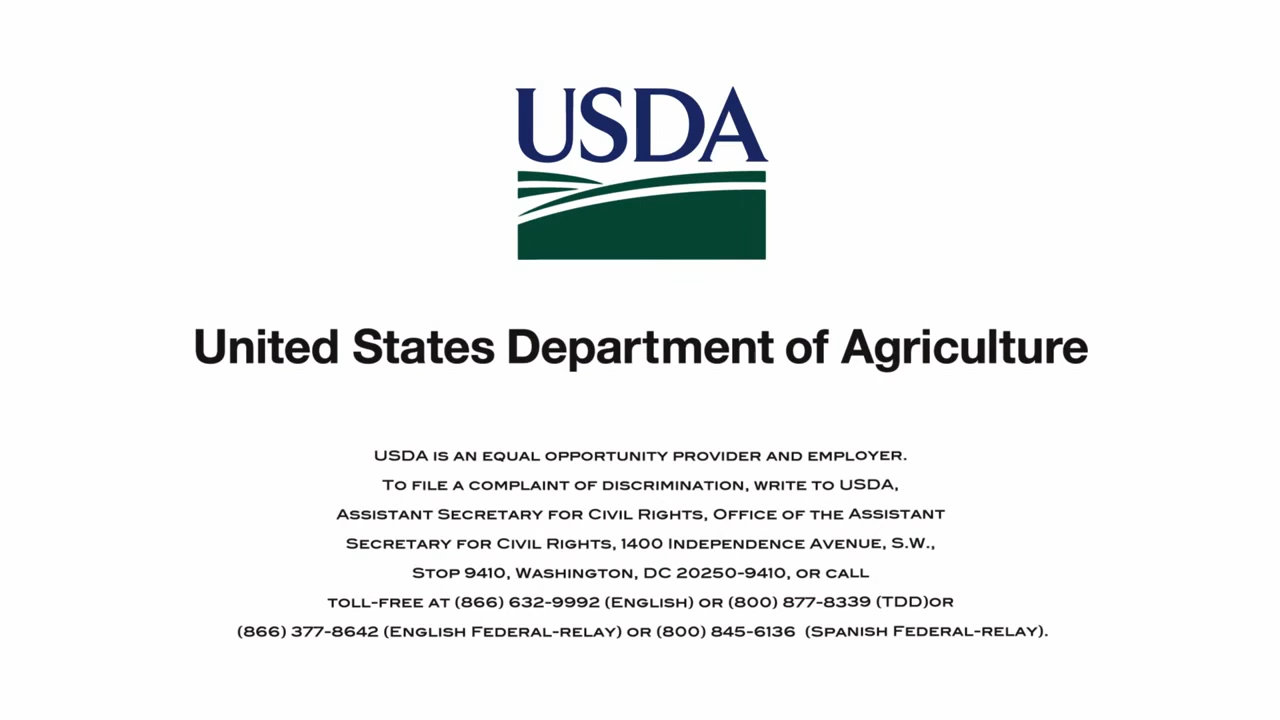 USDA
United States Department of Agriculture
USDA IS AN EQUAL OPPORTUNITY PROVIDER AND EMPLOYER.
TO FILE A COMPLAINT OF DISCRIMINATION, WRITE TO USDA,
ASSISTANT SECRETARY FOR CIVIL RIGHTS, OFFICE OF THE ASSISTANT
SECRETARY FOR CIVIL RIGHTS, 1400 INDEPENDENCE AVENUE, S.W.,
STOP 9410, WASHINGTON, DC 20250-9410, OR CALL
TOLL-FREE AT (866) 632-9992 (ENGLISH) OR (800) 877-8339 (TDD)OR
(866) 377-8642 (ENGLISH FEDERAL-RELAY) OR (800) 845-6136 (SPANISH FEDERAL-RELAY).